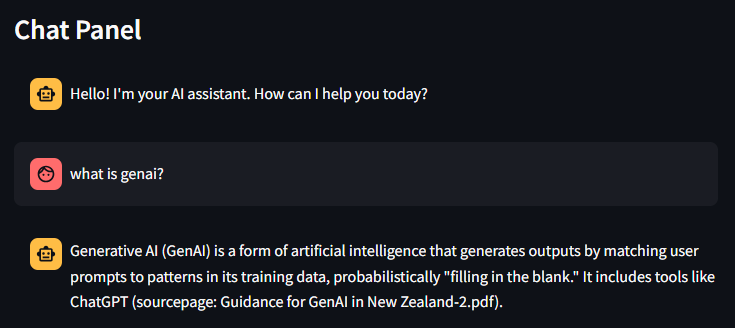 Chat Panel
Hello! I'm your AI assistant. How can I help you today?
what is genai?
Generative AI (GenAI) is a form of artificial intelligence that generates outputs by matching user
prompts to patterns in its training data, probabilistically "filling in the blank." It includes tools like
ChatGPT (sourcepage: Guidance for GenAI in New Zealand-2.pdf).